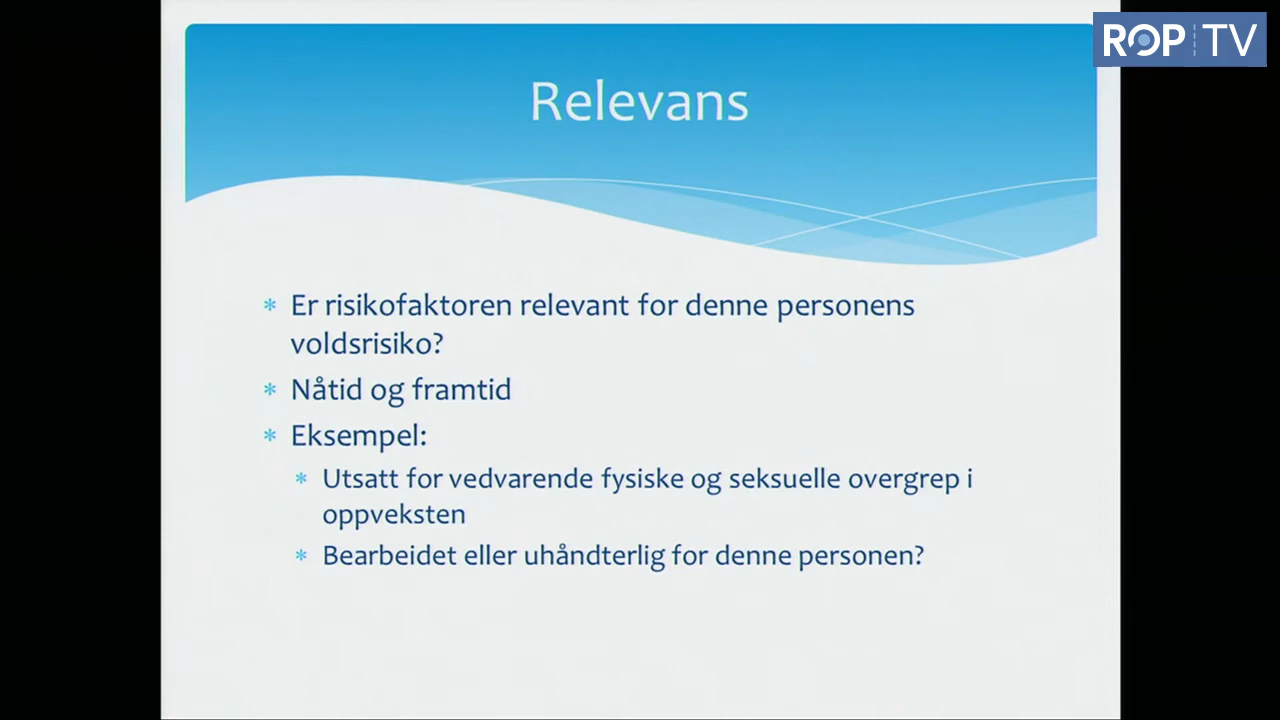 ROP TV
Relevans
* Er risikofaktoren relevant for denne personens
voldsrisiko?
* Nåtid og framtid
* Eksempel:
* Utsatt for vedvarende fysiske og seksuelle overgrep i
oppveksten
* Bearbeidet eller uhåndterlig for denne personen?